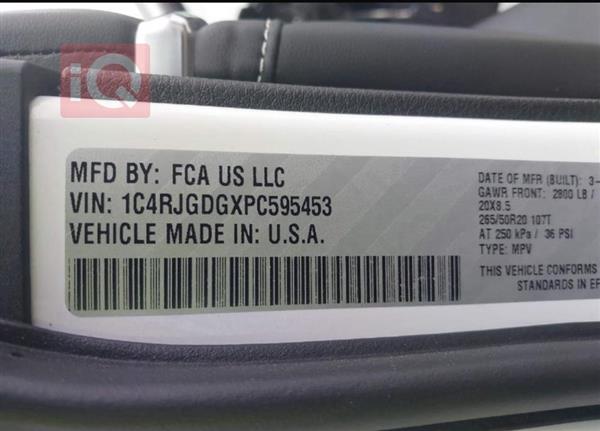 iQ
MFD BY: FCA US LLC
VIN: 1C4RJGDGXPC595453
VEHICLE MADE IN: U.S.A.
DATE OF MFR (BUILT): 3-
GAWR FRONT: 2800 LB /
20X8.5
265/50R20 107T
AT 250 kPa / 36 PSI
TYPE: MPV
THIS VEHICLE CONFORMS
STANDARDS IN EF